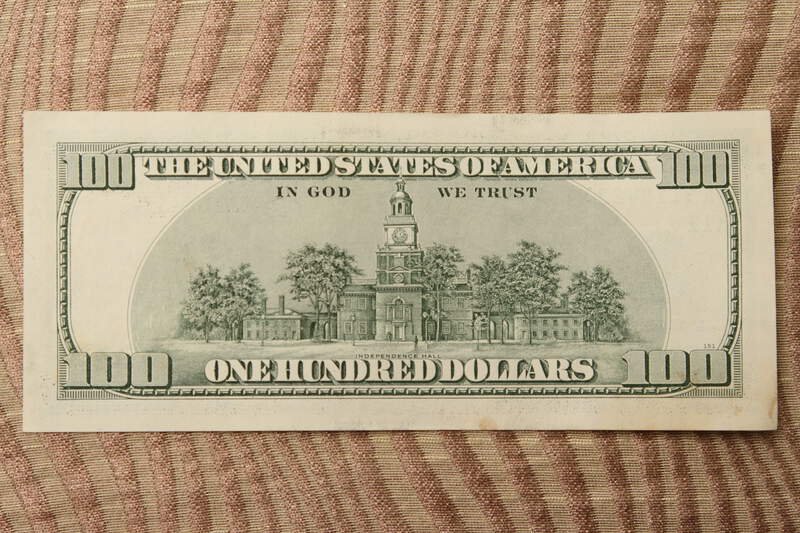 100 THE UNITED STATES OF AMERICA 100
IN GOD WE TRUST
INDEPENDENCE HALL
100 ONE HUNDRED DOLLARS 100